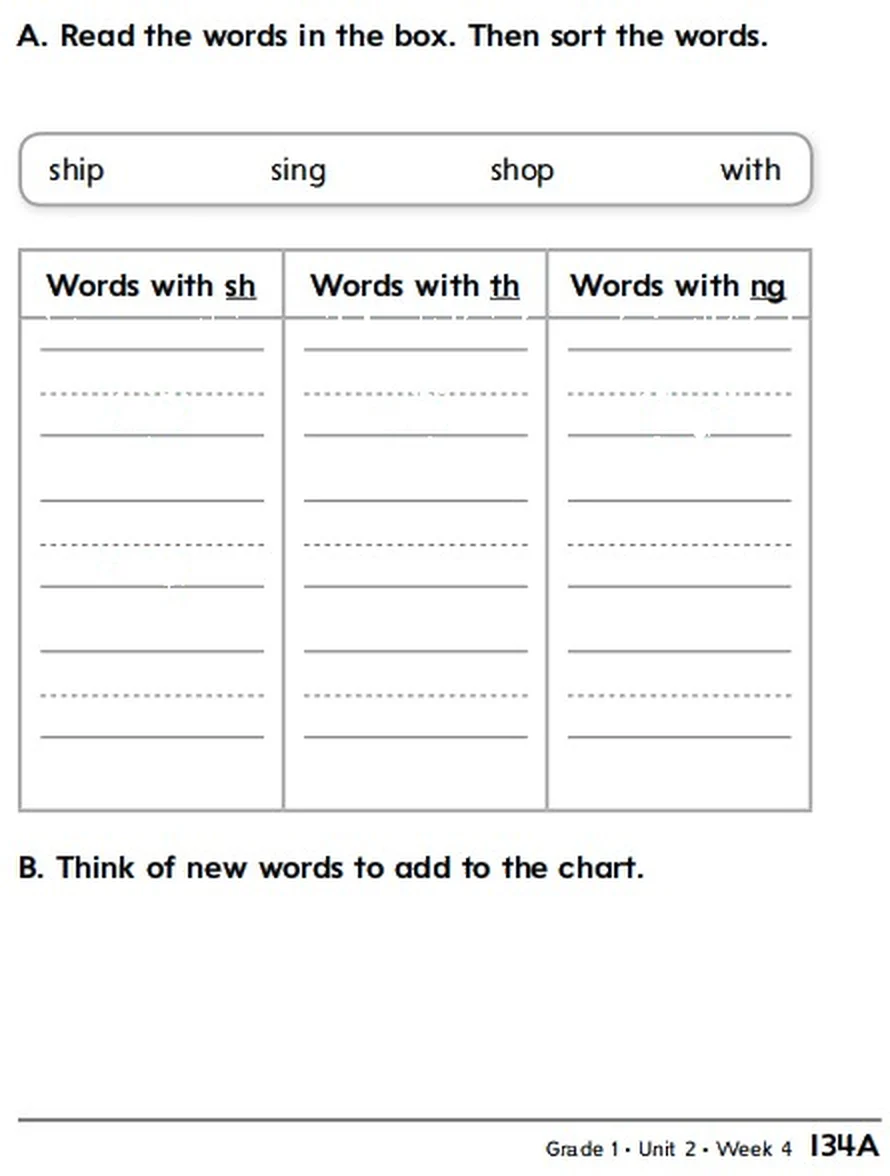 A. Read the words in the box. Then sort the words.
ship sing shop with
Words with sh Words with th Words with ng
B. Think of new words to add to the chart.
Grade 1 • Unit 2 • Week 4 134A